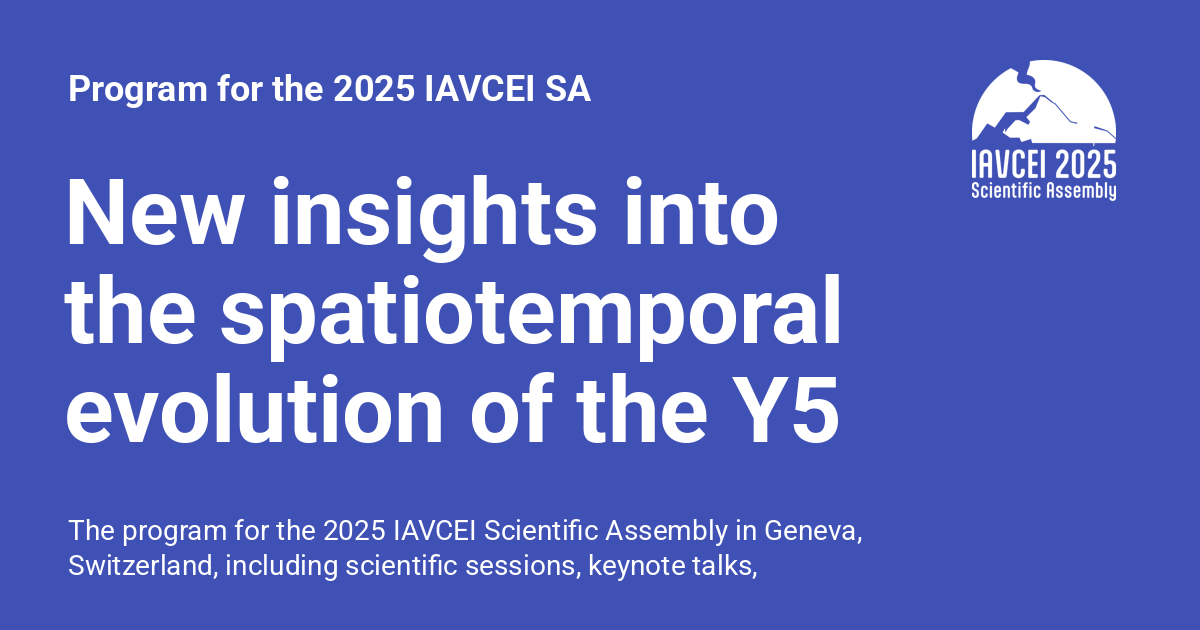 Program for the 2025 IAVCEI SA
IAVCEI 2025
Scientific Assembly
New insights into
the spatiotemporal
evolution of the Y5
The program for the 2025 IAVCEI Scientific Assembly in Geneva,
Switzerland, including scientific sessions, keynote talks,